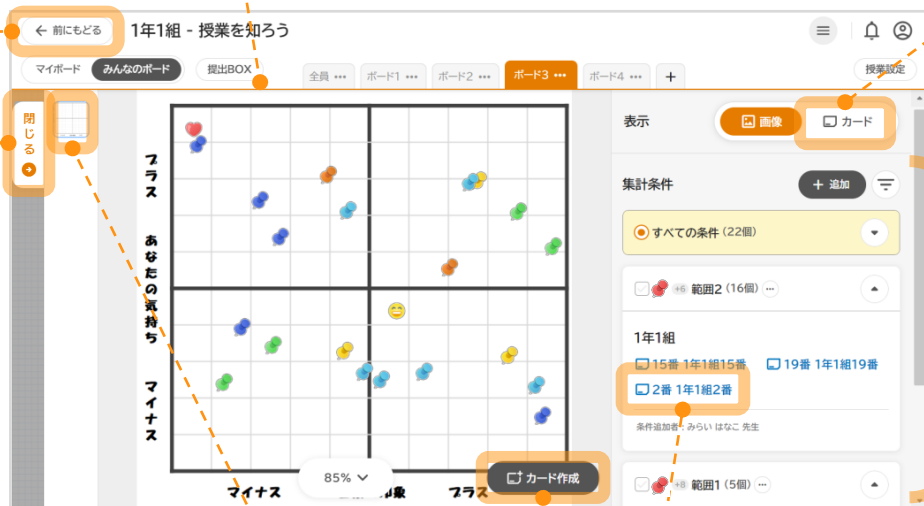 前にもどる
1年1組 - 授業を知ろう
マイボード
みんなのボード
提出BOX
全員 •••
ボード1 •••
ボード2 •••
ボード3 •••
ボード4 •••
+
授業設定
閉じる
表示
画像
カード
集計条件
+ 追加
すべての条件 (22個)
+6 範囲2 (16個) ···
1年1組
15番 1年1組15番
19番 1年1組19番
2番 1年1組2番
条件追加者：みらい はなこ 先生
+8 範囲1 (5個) ···
プラス
あなたの気持ち
マイナス
85%
カード作成
マイナス
象
プラス